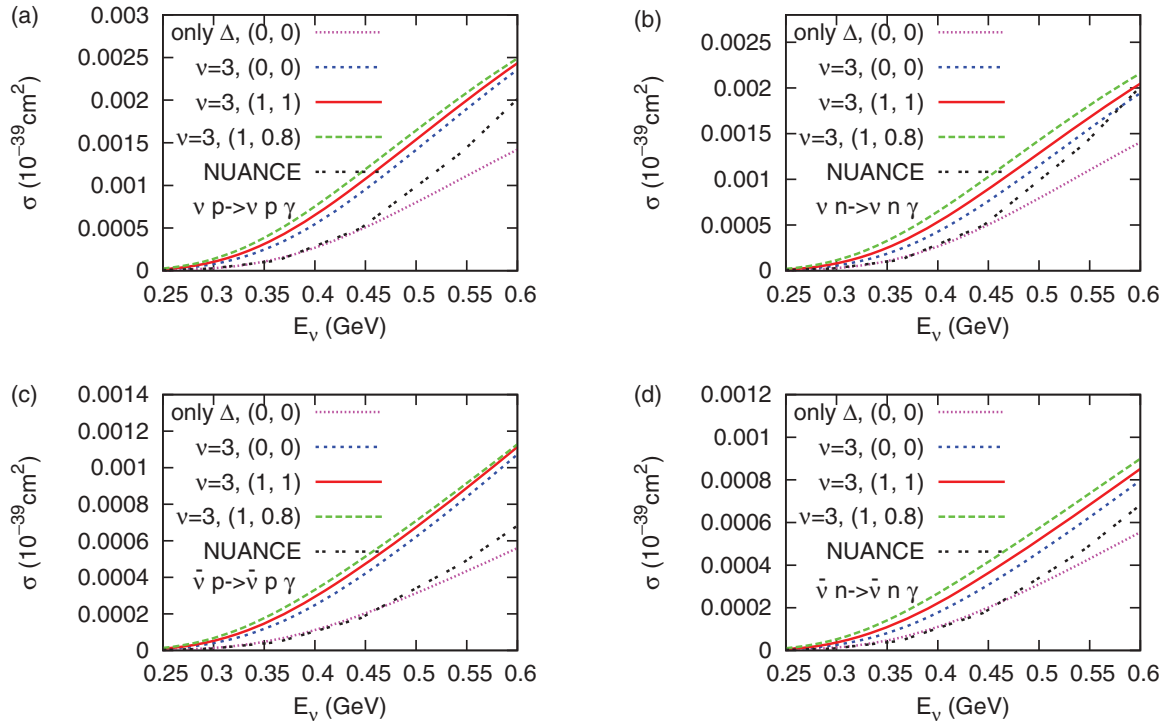 (a)
0.003
0.0025
0.002
0.0015
0.001
0.0005
0
σ (10⁻³⁹cm²)
only Δ, (0, 0)
ν=3, (0, 0)
ν=3, (1, 1)
ν=3, (1, 0.8)
NUANCE
ν p->ν p γ
0.25 0.3 0.35 0.4 0.45 0.5 0.55 0.6
E_ν (GeV)
(b)
0.0025
0.002
0.0015
0.001
0.0005
0
σ (10⁻³⁹cm²)
only Δ, (0, 0)
ν=3, (0, 0)
ν=3, (1, 1)
ν=3, (1, 0.8)
NUANCE
ν n->ν n γ
0.25 0.3 0.35 0.4 0.45 0.5 0.55 0.6
E_ν (GeV)
(c)
0.0014
0.0012
0.001
0.0008
0.0006
0.0004
0.0002
0
σ (10⁻³⁹cm²)
only Δ, (0, 0)
ν=3, (0, 0)
ν=3, (1, 1)
ν=3, (1, 0.8)
NUANCE
ν̄ p->ν̄ p γ
0.25 0.3 0.35 0.4 0.45 0.5 0.55 0.6
E_ν (GeV)
(d)
0.0012
0.001
0.0008
0.0006
0.0004
0.0002
0
σ (10⁻³⁹cm²)
only Δ, (0, 0)
ν=3, (0, 0)
ν=3, (1, 1)
ν=3, (1, 0.8)
NUANCE
ν̄ n->ν̄ n γ
0.25 0.3 0.35 0.4 0.45 0.5 0.55 0.6
E_ν (GeV)